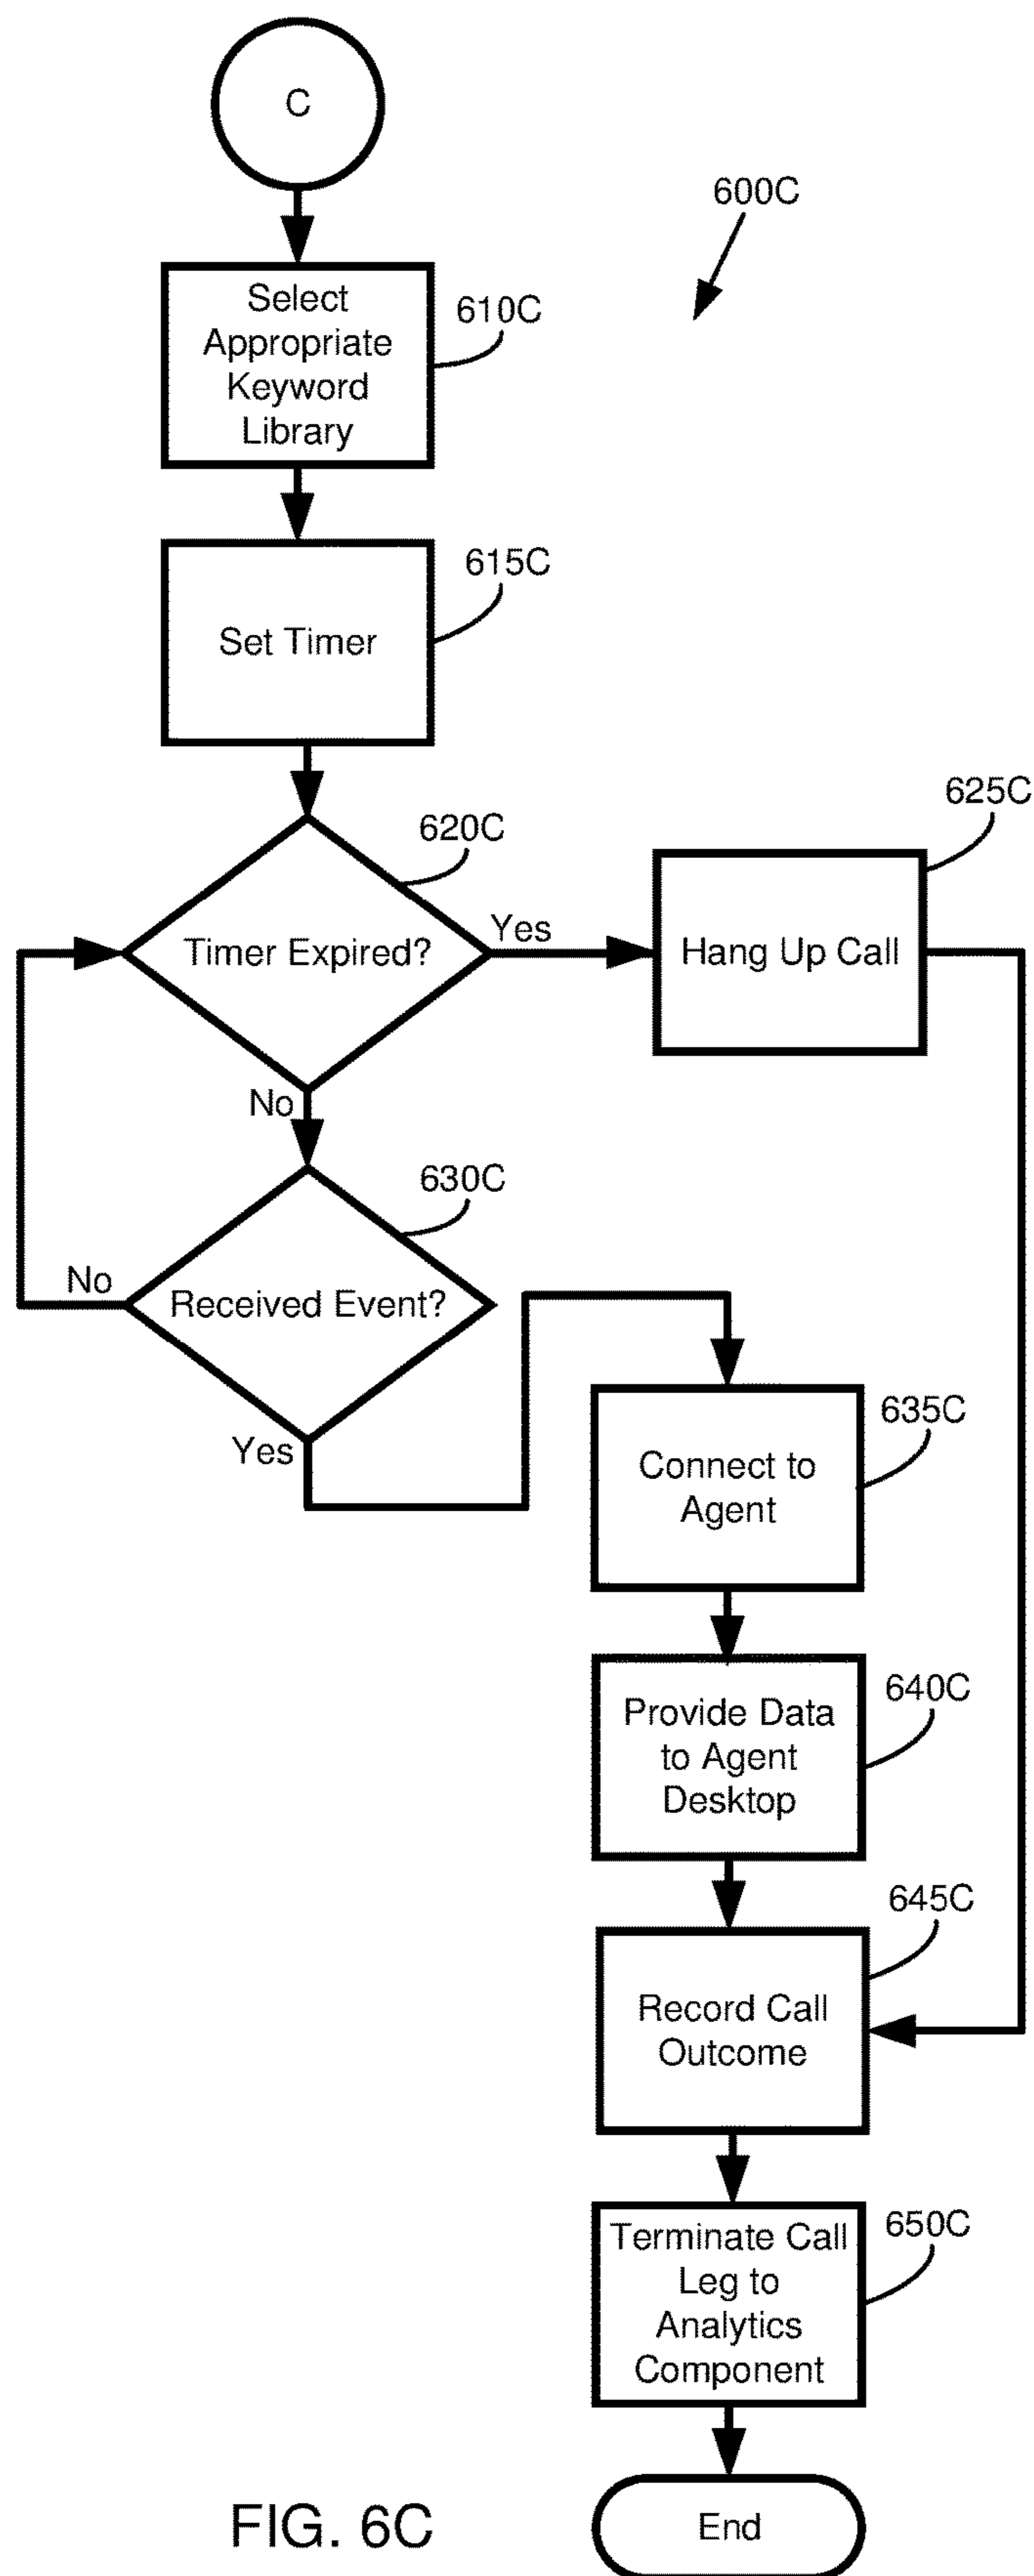 C
600C
Select
Appropriate
Keyword
Library
610C
Set Timer
615C
Timer Expired?
620C
Yes
Hang Up Call
625C
No
Received Event?
630C
No
Yes
Connect to
Agent
635C
Provide Data
to Agent
Desktop
640C
Record Call
Outcome
645C
Terminate Call
Leg to
Analytics
Component
650C
End
FIG. 6C